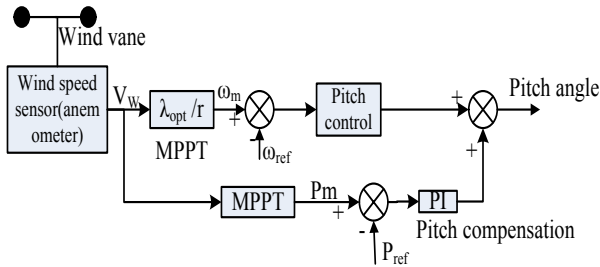 Wind vane
Wind speed
sensor(anem
ometer)
V_W
λ_opt /r
MPPT
ω_m
+
-
ω_ref
Pitch
control
+
+
Pitch angle
MPPT
Pm
+
-
P_ref
PI
Pitch compensation